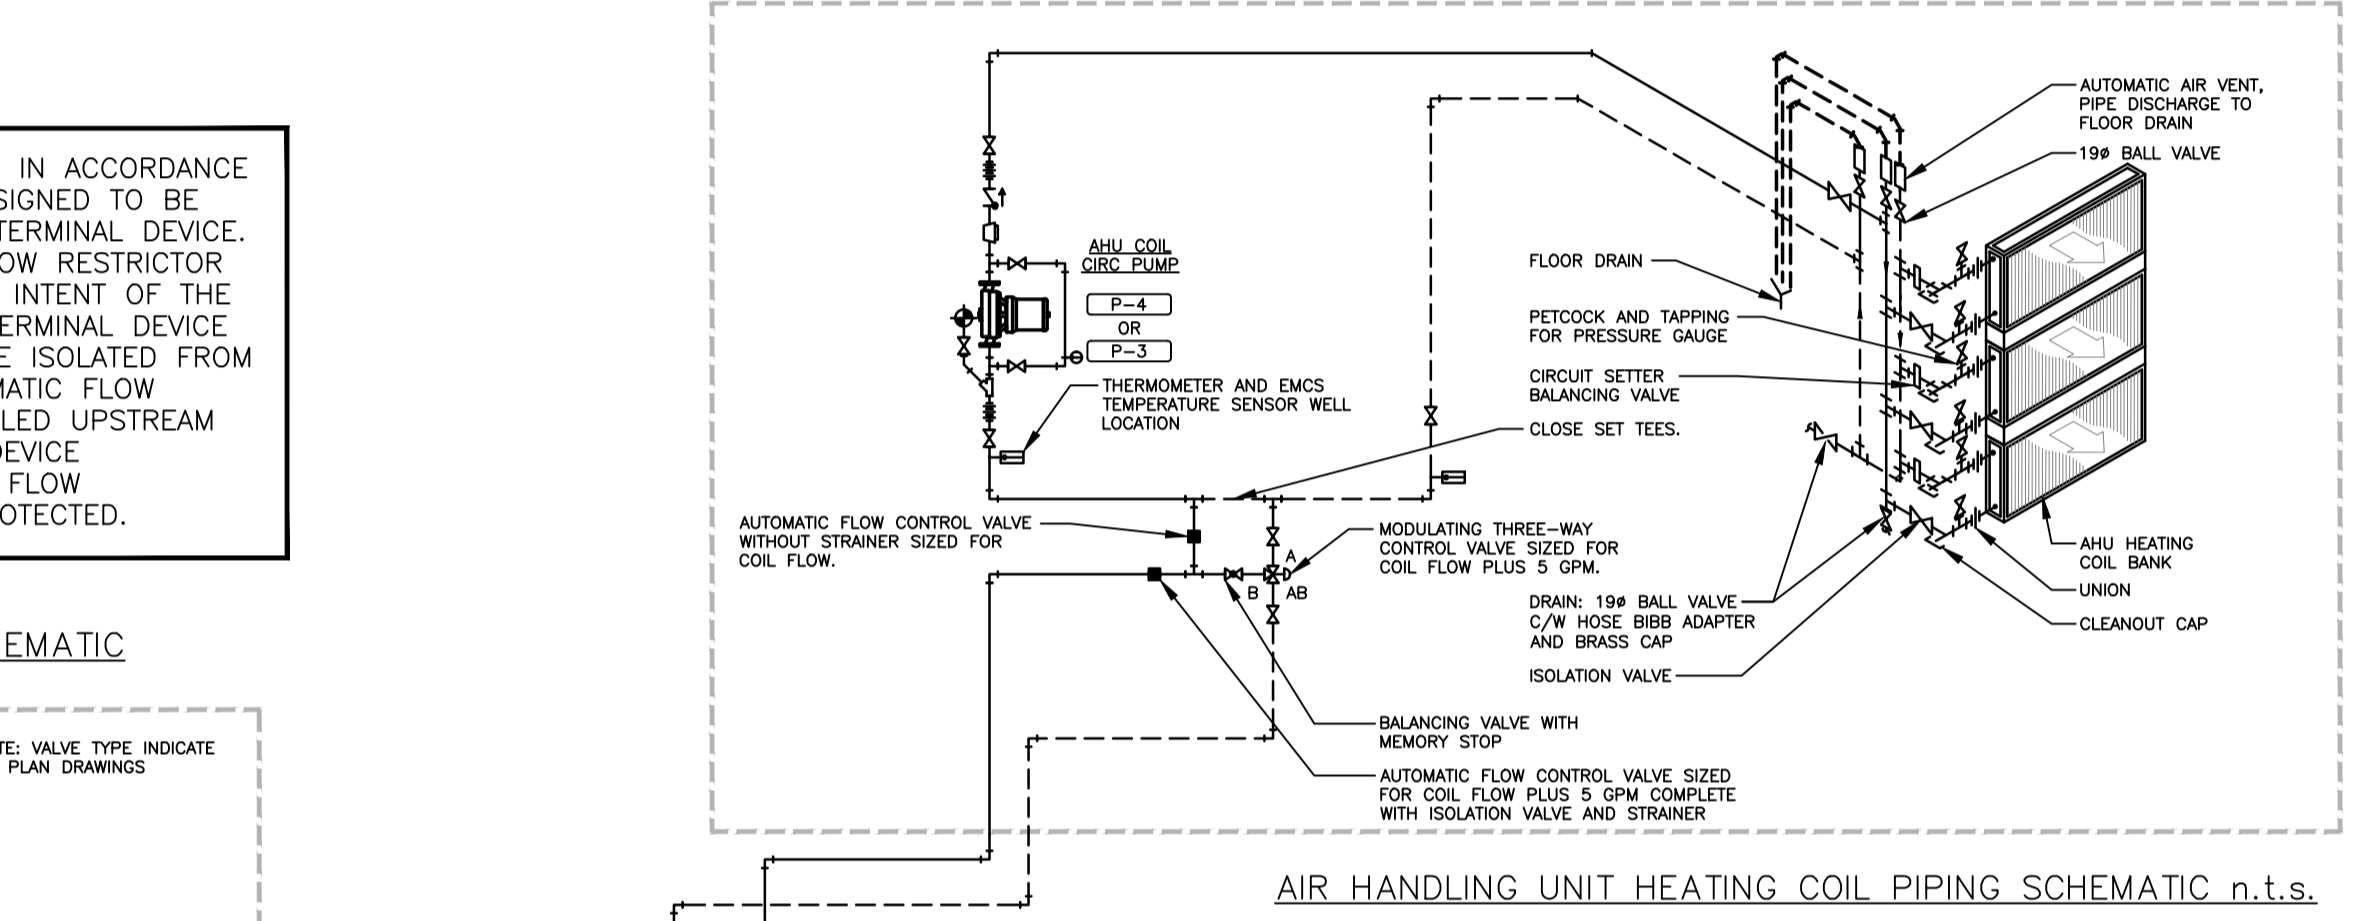 IN ACCORDANCE
SIGNED TO BE
TERMINAL DEVICE.
OW RESTRICTOR
INTENT OF THE
ERMINAL DEVICE
E ISOLATED FROM
MATIC FLOW
LED UPSTREAM
DEVICE
FLOW
OTECTED.
EMATIC
TE: VALVE TYPE INDICATE
PLAN DRAWINGS
AHU COIL
CIRC PUMP
P-4
OR
P-3
THERMOMETER AND EMCS
TEMPERATURE SENSOR WELL
LOCATION
AUTOMATIC FLOW CONTROL VALVE
WITHOUT STRAINER SIZED FOR
COIL FLOW.
A
B
AB
MODULATING THREE-WAY
CONTROL VALVE SIZED FOR
COIL FLOW PLUS 5 GPM.
BALANCING VALVE WITH
MEMORY STOP
AUTOMATIC FLOW CONTROL VALVE SIZED
FOR COIL FLOW PLUS 5 GPM COMPLETE
WITH ISOLATION VALVE AND STRAINER
FLOOR DRAIN
PETCOCK AND TAPPING
FOR PRESSURE GAUGE
CIRCUIT SETTER
BALANCING VALVE
CLOSE SET TEES.
DRAIN: 19ø BALL VALVE
C/W HOSE BIBB ADAPTER
AND BRASS CAP
ISOLATION VALVE
AUTOMATIC AIR VENT,
PIPE DISCHARGE TO
FLOOR DRAIN
19ø BALL VALVE
AHU HEATING
COIL BANK
UNION
CLEANOUT CAP
AIR HANDLING UNIT HEATING COIL PIPING SCHEMATIC n.t.s.